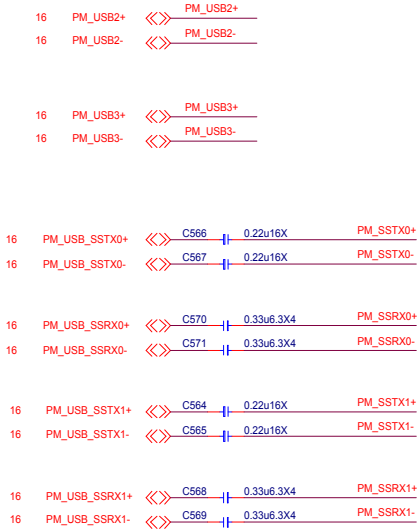 16 PM_USB2+ PM_USB2+
16 PM_USB2- PM_USB2-
16 PM_USB3+ PM_USB3+
16 PM_USB3- PM_USB3-
16 PM_USB_SSTX0+ C566 0.22u16X PM_SSTX0+
16 PM_USB_SSTX0- C567 0.22u16X PM_SSTX0-
16 PM_USB_SSRX0+ C570 0.33u6.3X4 PM_SSRX0+
16 PM_USB_SSRX0- C571 0.33u6.3X4 PM_SSRX0-
16 PM_USB_SSTX1+ C564 0.22u16X PM_SSTX1+
16 PM_USB_SSTX1- C565 0.22u16X PM_SSTX1-
16 PM_USB_SSRX1+ C568 0.33u6.3X4 PM_SSRX1+
16 PM_USB_SSRX1- C569 0.33u6.3X4 PM_SSRX1-